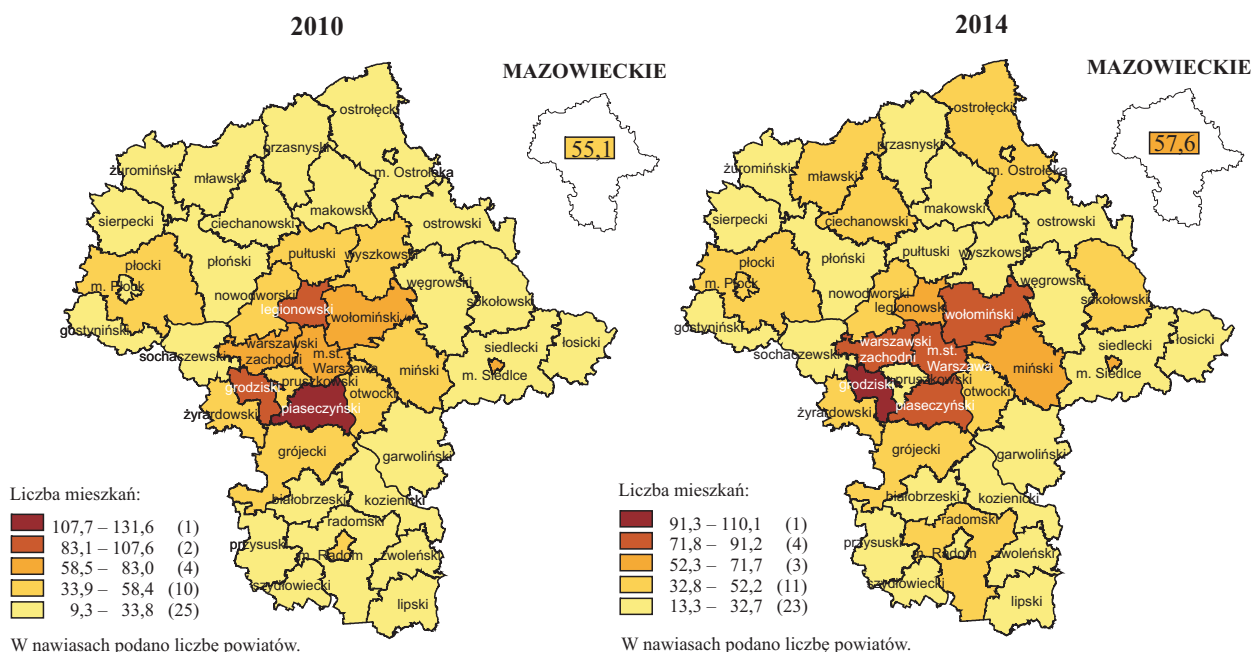 2010
MAZOWIECKIE
55,1
ostrołęcki
przasnyski
żuromiński
m. Ostrołęka
mławski
makowski
sierpecki
ciechanowski
ostrowski
pułtuski
wyszkowski
płocki
płoński
m. Płock
węgrowski
nowodworski
sokołowski
legionowski
wołomiński
gostyniński
sochaczewski
warszawski
zachodni
m.st.
Warszawa
siedlecki
łosicki
miński
m. Siedlce
grodziski
pruszkowski
otwocki
piaseczyński
żyrardowski
grójecki
garwoliński
białobrzeski
kozienicki
radomski
przysuski
m. Radom
zwoleński
szydłowiecki
lipski
Liczba mieszkań:
107,7 – 131,6 (1)
83,1 – 107,6 (2)
58,5 – 83,0 (4)
33,9 – 58,4 (10)
9,3 – 33,8 (25)
W nawiasach podano liczbę powiatów.
2014
MAZOWIECKIE
57,6
ostrołęcki
przasnyski
żuromiński
m. Ostrołęka
mławski
makowski
sierpecki
ciechanowski
ostrowski
pułtuski
wyszkowski
płocki
płoński
m. Płock
węgrowski
nowodworski
sokołowski
legionowski
wołomiński
gostyniński
sochaczewski
warszawski
zachodni
m.st.
Warszawa
siedlecki
łosicki
miński
m. Siedlce
grodziski
pruszkowski
otwocki
piaseczyński
żyrardowski
grójecki
garwoliński
białobrzeski
kozienicki
radomski
przysuski
m. Radom
zwoleński
szydłowiecki
lipski
Liczba mieszkań:
91,3 – 110,1 (1)
71,8 – 91,2 (4)
52,3 – 71,7 (3)
32,8 – 52,2 (11)
13,3 – 32,7 (23)
W nawiasach podano liczbę powiatów.